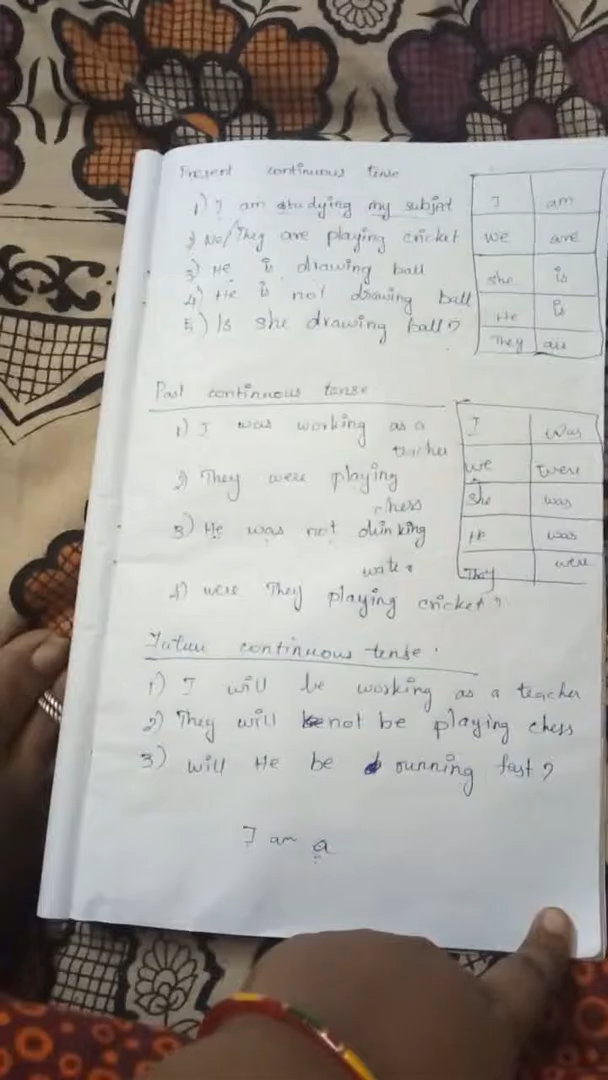 Present continuous tense
1) I am studying my subject
2) No/They are playing cricket
3) He is drawing ball
4) He is not drawing ball
5) Is she drawing ball?
I am
we are
she is
He is
They are
Past continuous tense
1) I was working as a
teacher
2) They were playing
chess
3) He was not drinking
water
4) were They playing cricket?
I was
we were
She was
He was
They were
Future continuous tense.
1) I will be working as a teacher
2) They will not be playing chess
3) will He be running fast?
I am a